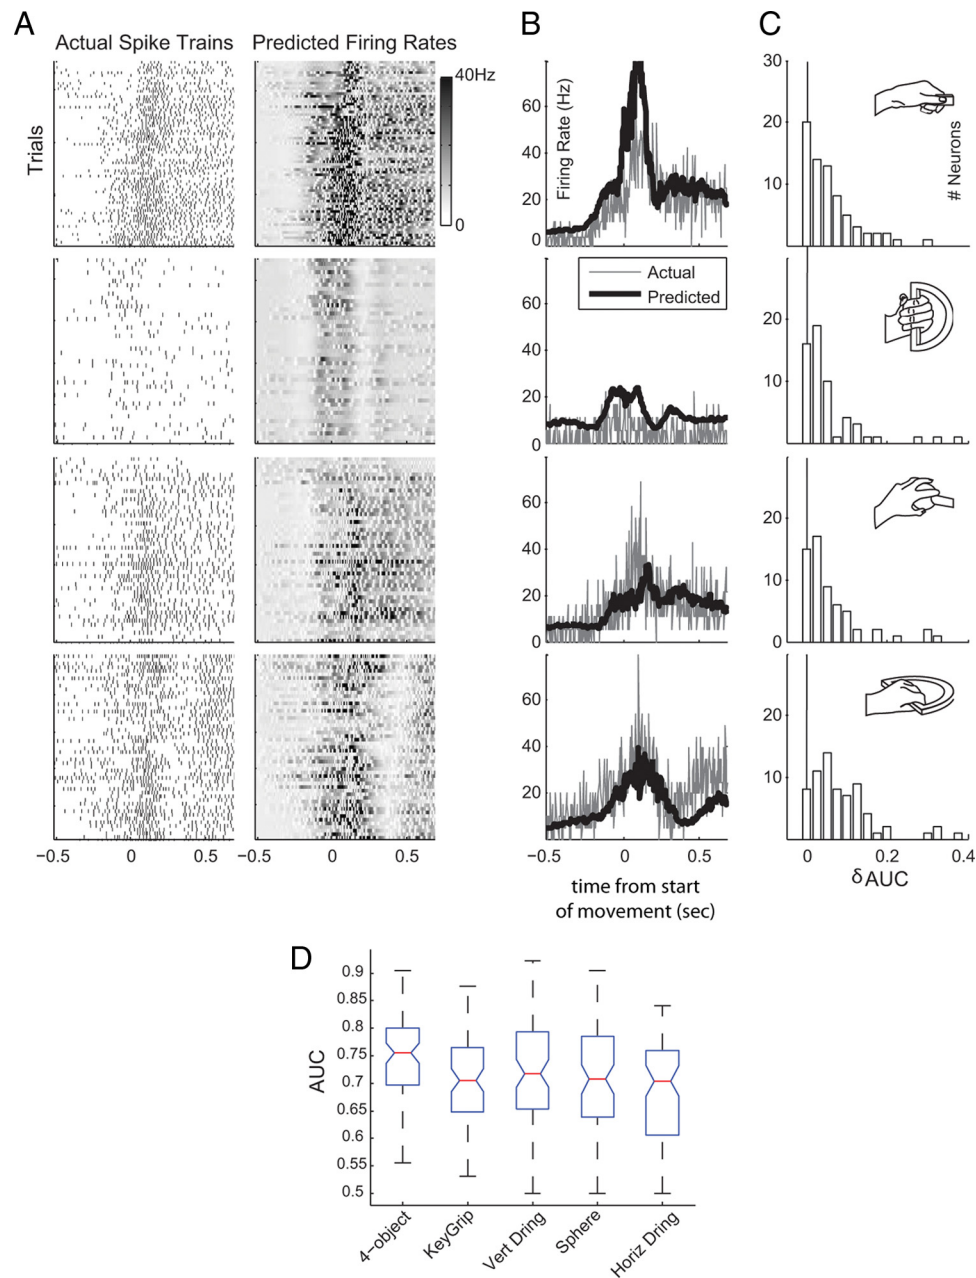 A
B
C
Actual Spike Trains
Predicted Firing Rates
Trials
40Hz
0
Firing Rate (Hz)
60
40
20
0
30
20
10
# Neurons
Actual
Predicted
60
40
20
0
20
10
60
40
20
0
20
10
0
60
40
20
20
10
−0.5
0
0.5
−0.5
0
0.5
−0.5
0
0.5
0
0.2
0.4
time from start
of movement (sec)
δ AUC
D
AUC
0.9
0.85
0.8
0.75
0.7
0.65
0.6
0.55
0.5
4−object
KeyGrip
Vert Dring
Sphere
Horiz Dring